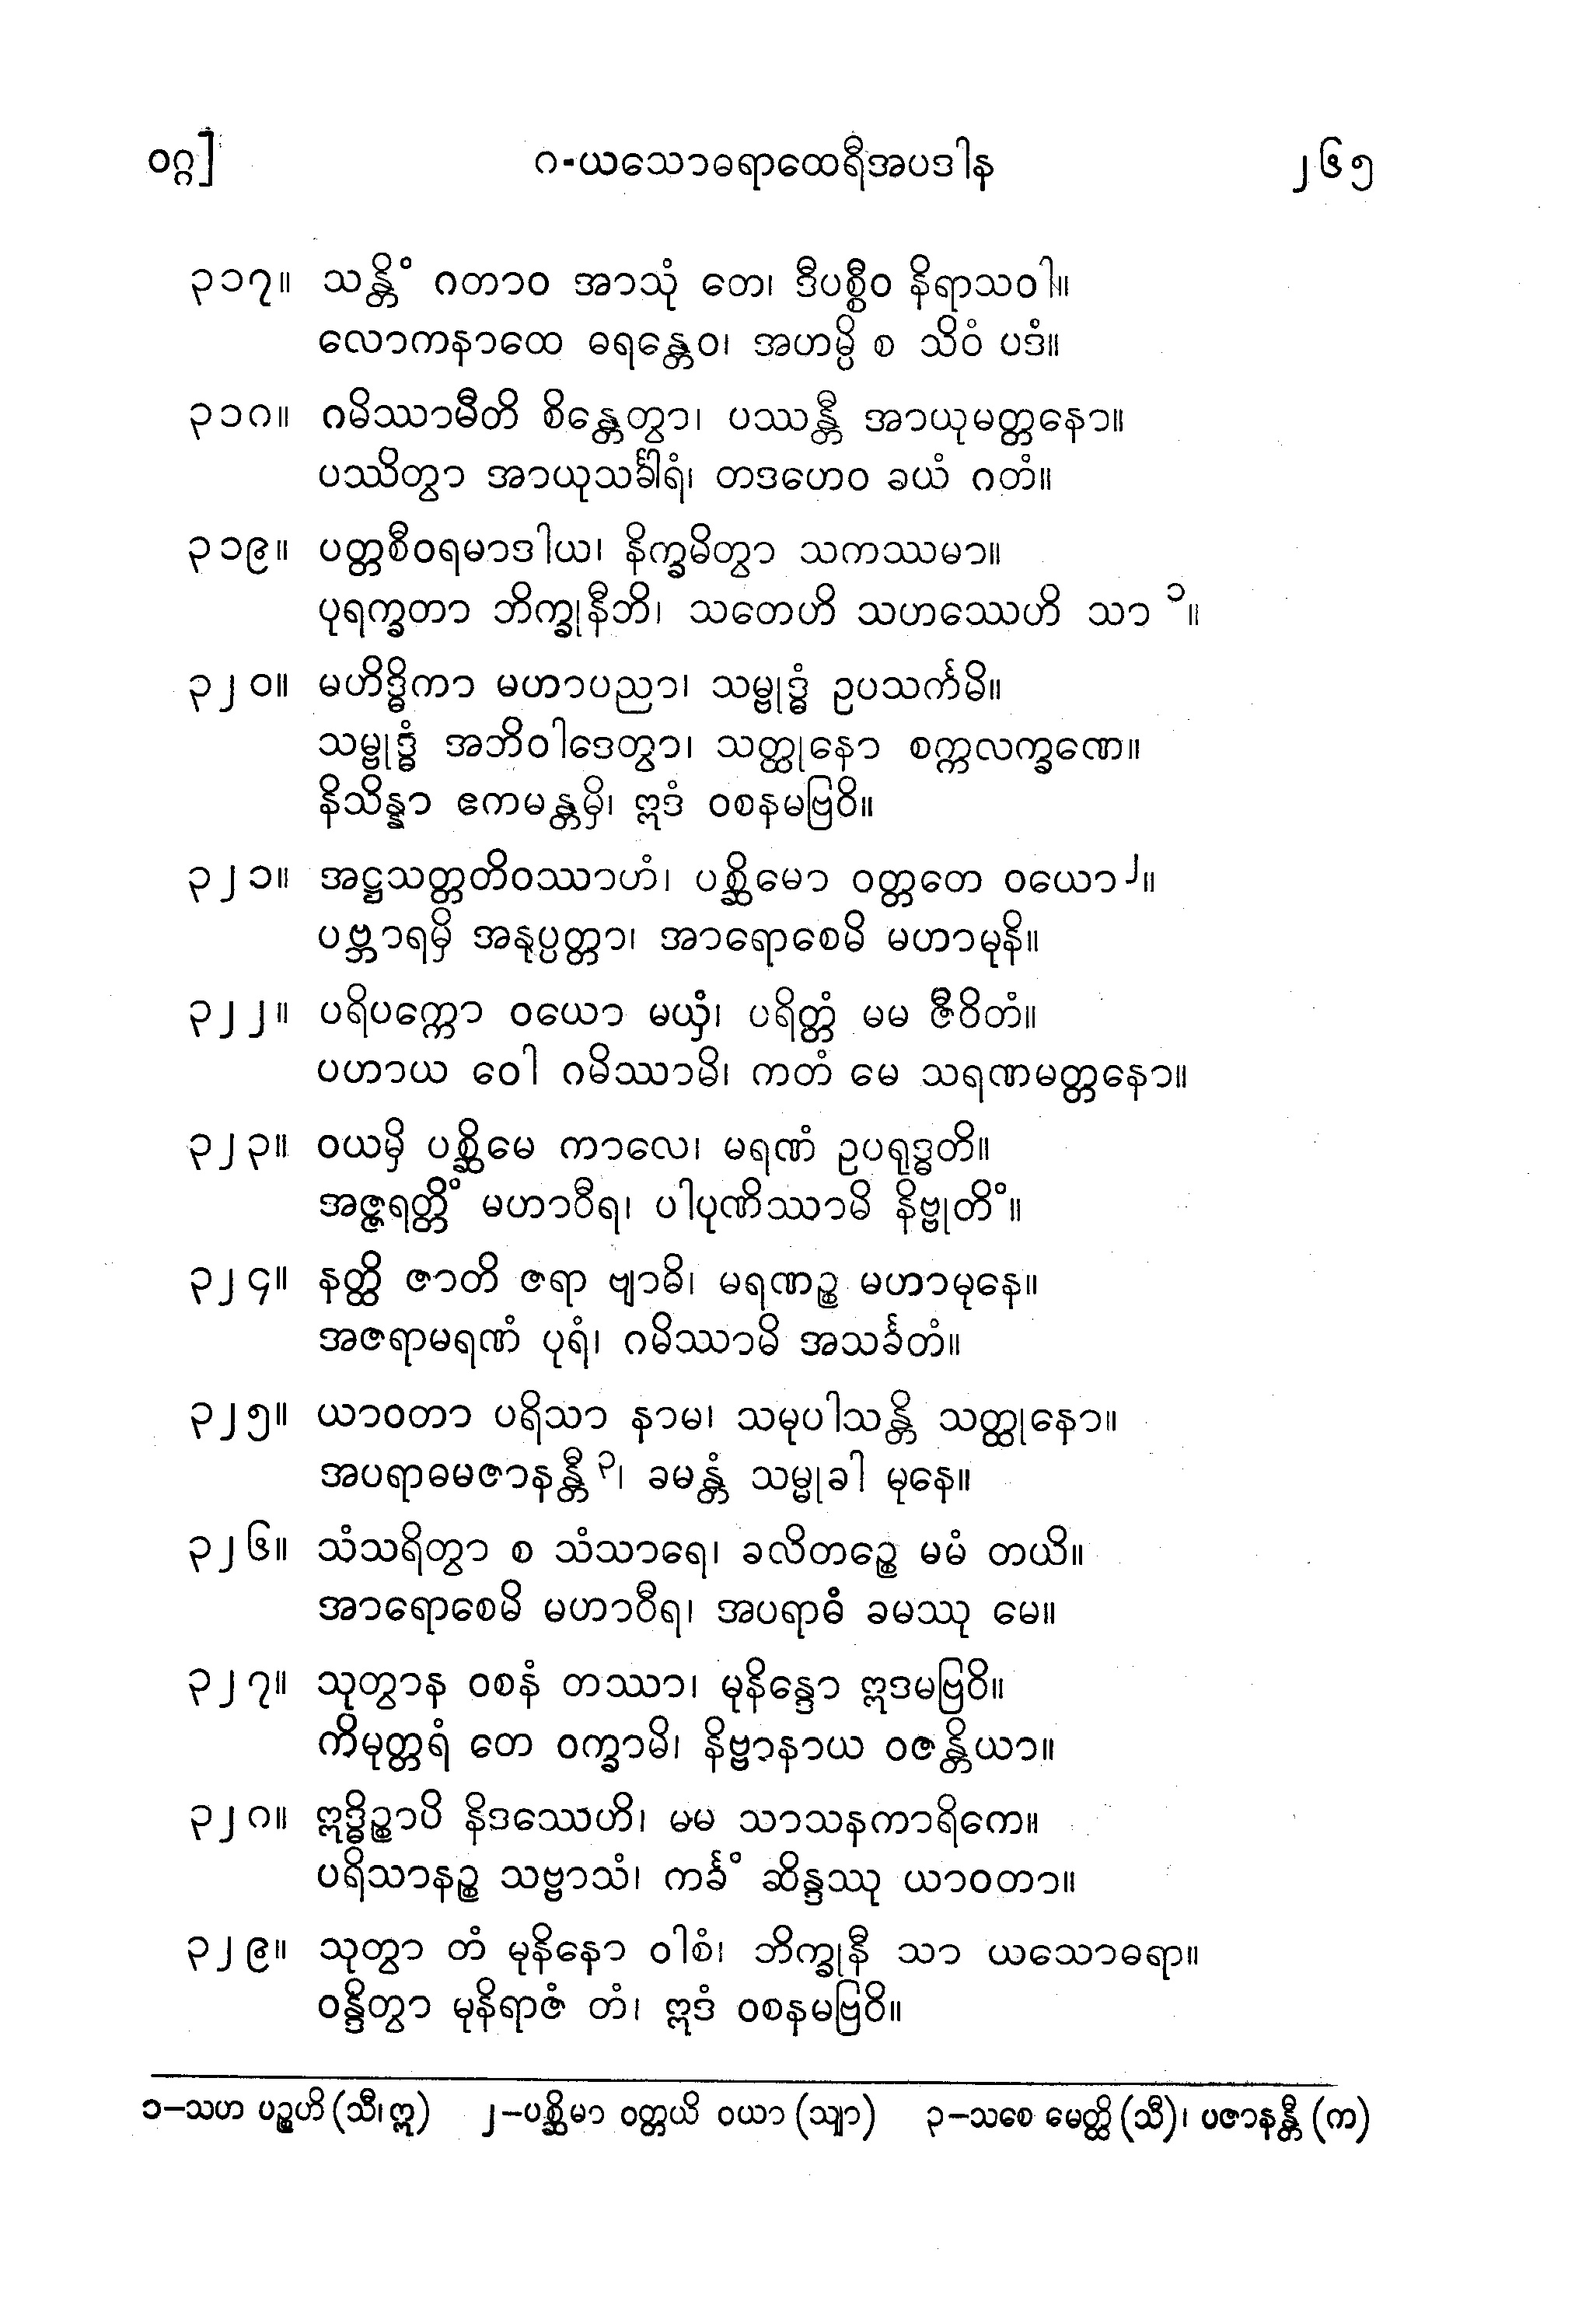 ဝဂ္ဂ] ဂ-ယသောဓရာထေရီအပဒါန ၂၆၅
၃၁၇။ သန္တိံ ဂတာဝ အာသုံ တေ၊ ဒီပစ္စီဝ နိရာသဝါ။
လောကနာထေ ဓရန္တေဝ၊ အဟမ္ပိ စ သိဝံ ပဒံ။
၃၁၈။ ဂမိဿာမီတိ စိန္တေတွာ၊ ပဿန္တီ အာယုမတ္တနော။
ပဿိတွာ အာယုသင်္ခါရံ၊ တဒဟေဝ ခယံ ဂတံ။
၃၁၉။ ပတ္တစီဝရမာဒါယ၊ နိက္ခမိတွာ သကဿမာ။
ပုရက္ခတာ ဘိက္ခုနီဘိ၊ သတေဟိ သဟဿေဟိ သာ ၁။
၃၂၀။ မဟိဒ္ဓိကာ မဟာပညာ၊ သမ္ဗုဒ္ဓံ ဥပသင်္ကမိ။
သမ္ဗုဒ္ဓံ အဘိဝါဒေတွာ၊ သတ္ထုနော စက္ကလက္ခဏေ။
နိသိန္နာ ဧကမန္တမှိ၊ ဣဒံ ဝစနမဗြဝိ။
၃၂၁။ အဋ္ဌသတ္တတိဝဿာဟံ၊ ပစ္ဆိမော ဝတ္တတေ ဝယော ၂။
ပဗ္ဘာရမှိ အနုပ္ပတ္တာ၊ အာရောစေမိ မဟာမုနိ။
၃၂၂။ ပရိပက္ကော ဝယော မယှံ၊ ပရိတ္တံ မမ ဇီဝိတံ။
ပဟာယ ဝေါ ဂမိဿာမိ၊ ကတံ မေ သရဏမတ္တနော။
၃၂၃။ ဝယမှိ ပစ္ဆိမေ ကာလေ၊ မရဏံ ဥပရုဒ္ဓတိ။
အဇ္ဇရတ္တိံ မဟာဝီရ၊ ပါပုဏိဿာမိ နိဗ္ဗုတိံ။
၃၂၄။ နတ္ထိ ဇာတိ ဇရာ ဗျာဓိ၊ မရဏဉ္စ မဟာမုနေ။
အဇရာမရဏံ ပုရံ၊ ဂမိဿာမိ အသင်္ခတံ။
၃၂၅။ ယာဝတာ ပရိသာ နာမ၊ သမုပါသန္တိ သတ္ထုနော။
အပရာဓမဇာနန္တီ ၃၊ ခမန္တံ သမ္မုခါ မုနေ။
၃၂၆။ သံသရိတွာ စ သံသာရေ၊ ခလိတဉ္စေ မမံ တယိ။
အာရောစေမိ မဟာဝီရ၊ အပရာဓံ ခမဿု မေ။
၃၂၇။ သုတွာန ဝစနံ တဿာ၊ မုနိန္ဒော ဣဒမဗြဝိ။
ကိမုတ္တရံ တေ ဝက္ခာမိ၊ နိဗ္ဗာနာယ ဝဇန္တိယာ။
၃၂၈။ ဣဒ္ဓိဉ္စာပိ နိဒဿေဟိ၊ မမ သာသနကာရိကေ။
ပရိသာနဉ္စ သဗ္ဗာသံ၊ ကင်္ခံ ဆိန္ဒဿု ယာဝတာ။
၃၂၉။ သုတွာ တံ မုနိနော ဝါစံ၊ ဘိက္ခုနီ သာ ယသောဓရာ။
ဝန္ဒိတွာ မုနိရာဇံ တံ၊ ဣဒံ ဝစနမဗြဝိ။
၁-သဟ ပဉ္စဟိ (သီ၊ဣ) ၂-ပစ္ဆိမာ ဝတ္တယိ ဝယာ (သျာ) ၃-သစေ မေတ္ထိ (သီ)၊ ပဇာနန္တီ (က)